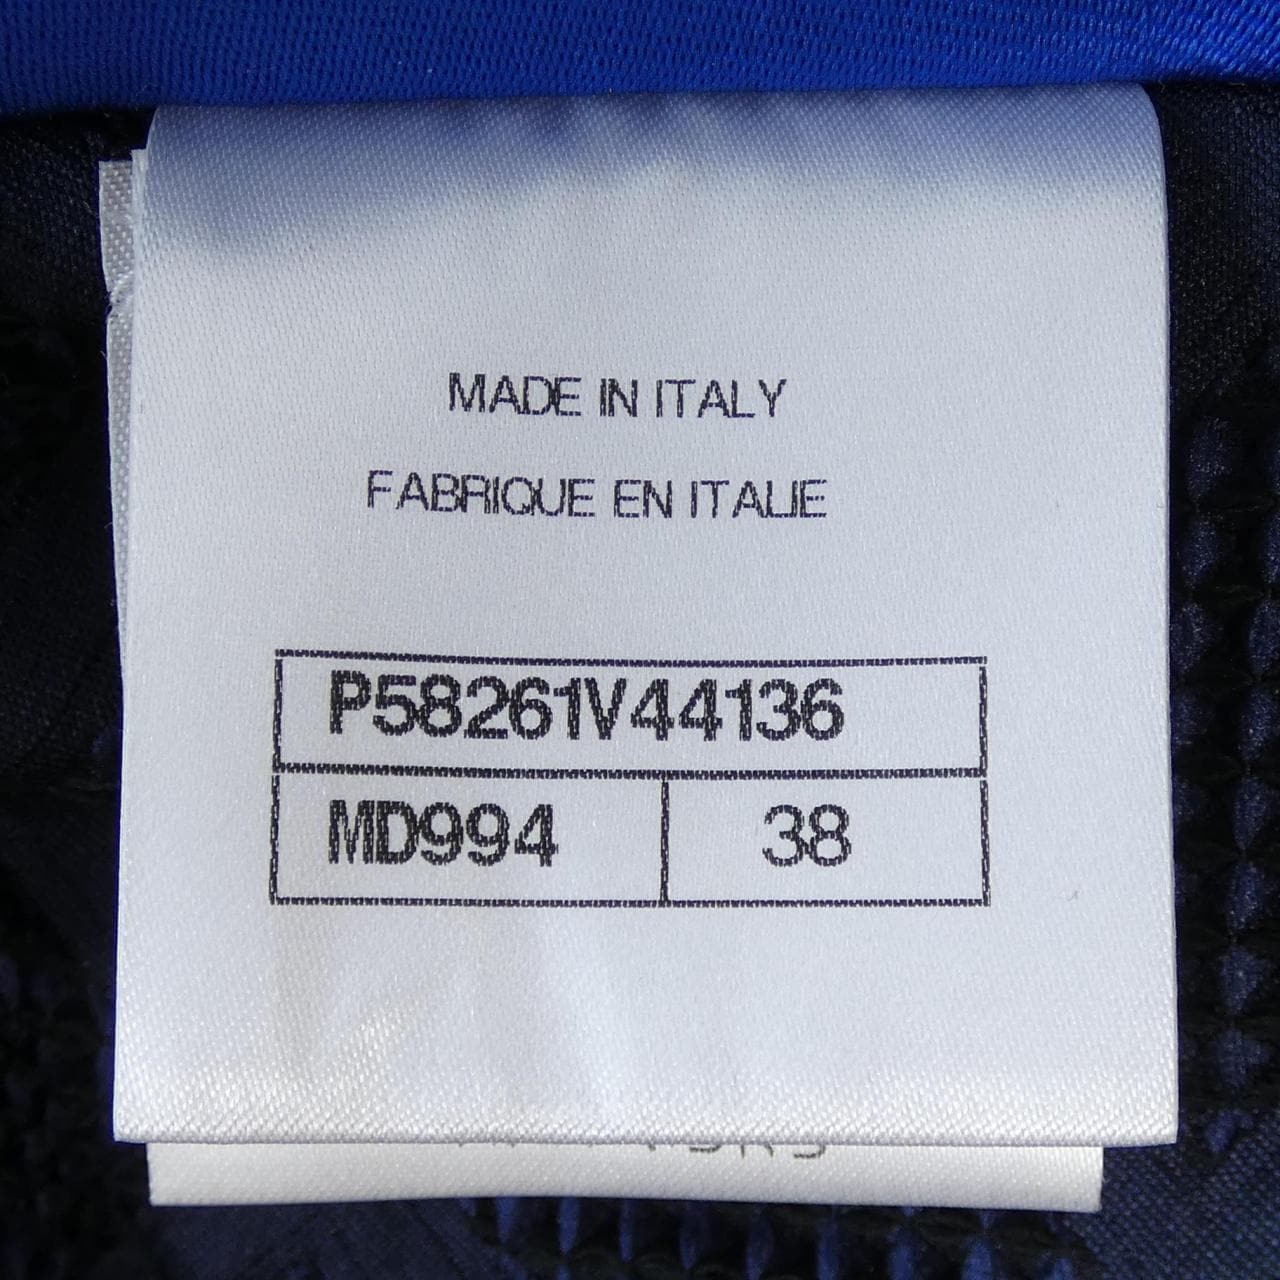 MADE IN ITALY
FABRIQUE EN ITALIE
P58261V44136
MD994 38